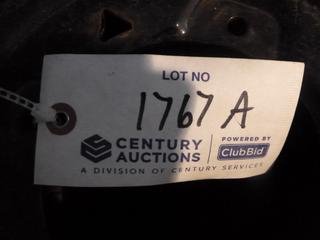 LOT NO
1767 A
CENTURY AUCTIONS
POWERED BY
ClubBid
A DIVISION OF CENTURY SERVICES